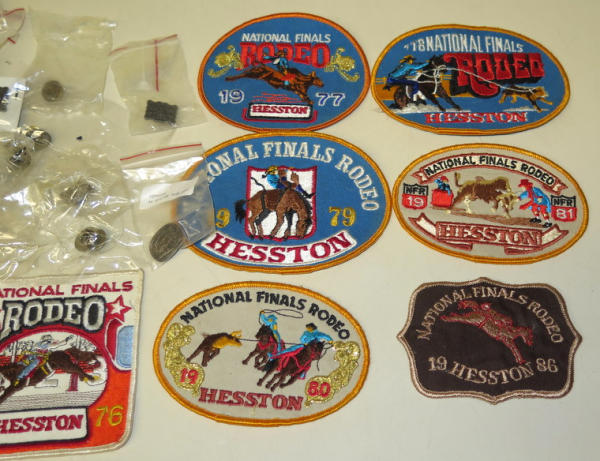 NATIONAL FINALS
RODEO
19 77
HESSTON
'78 NATIONAL FINALS
RODEO
HESSTON
NATIONAL FINALS RODEO
9 79
HESSTON
NATIONAL FINALS RODEO
NFR NFR
19 81
HESSTON
NATIONAL FINALS
RODEO
76
HESSTON
NATIONAL FINALS RODEO
19 80
HESSTON
NATIONAL FINALS RODEO
19 HESSTON 86